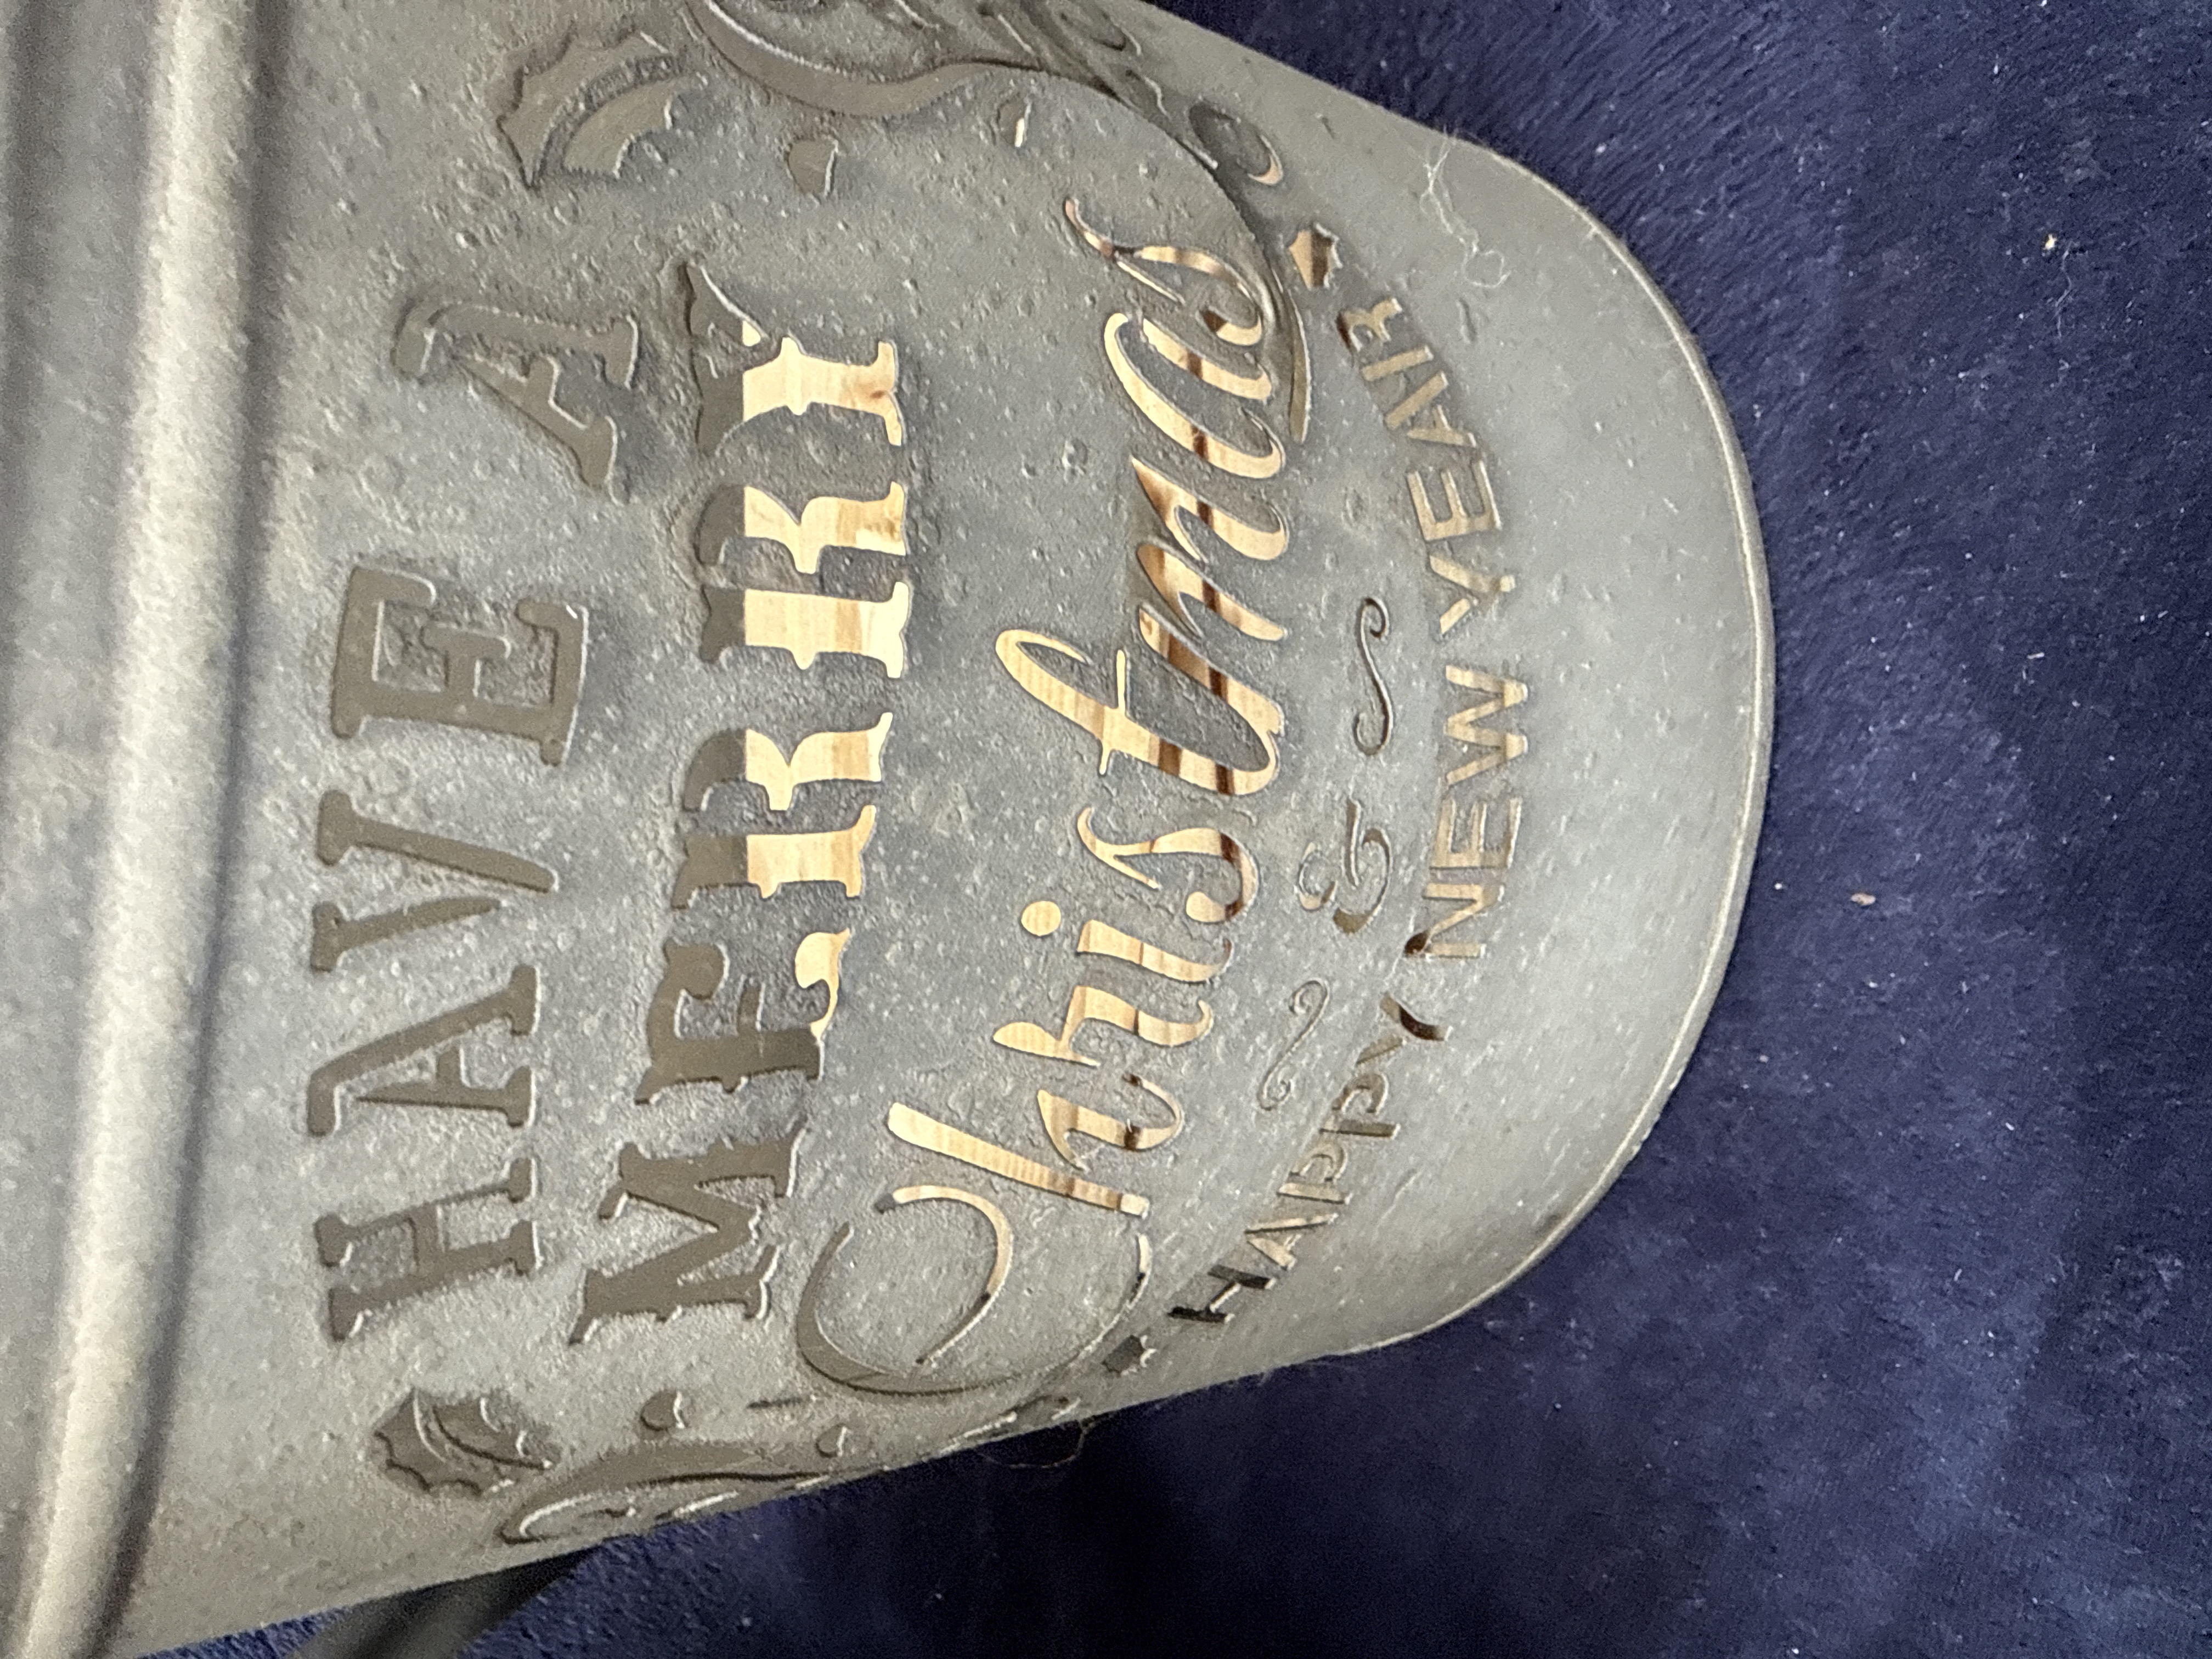 HAVE A
MERRY
Christmas
&
HAPPY NEW YEAR